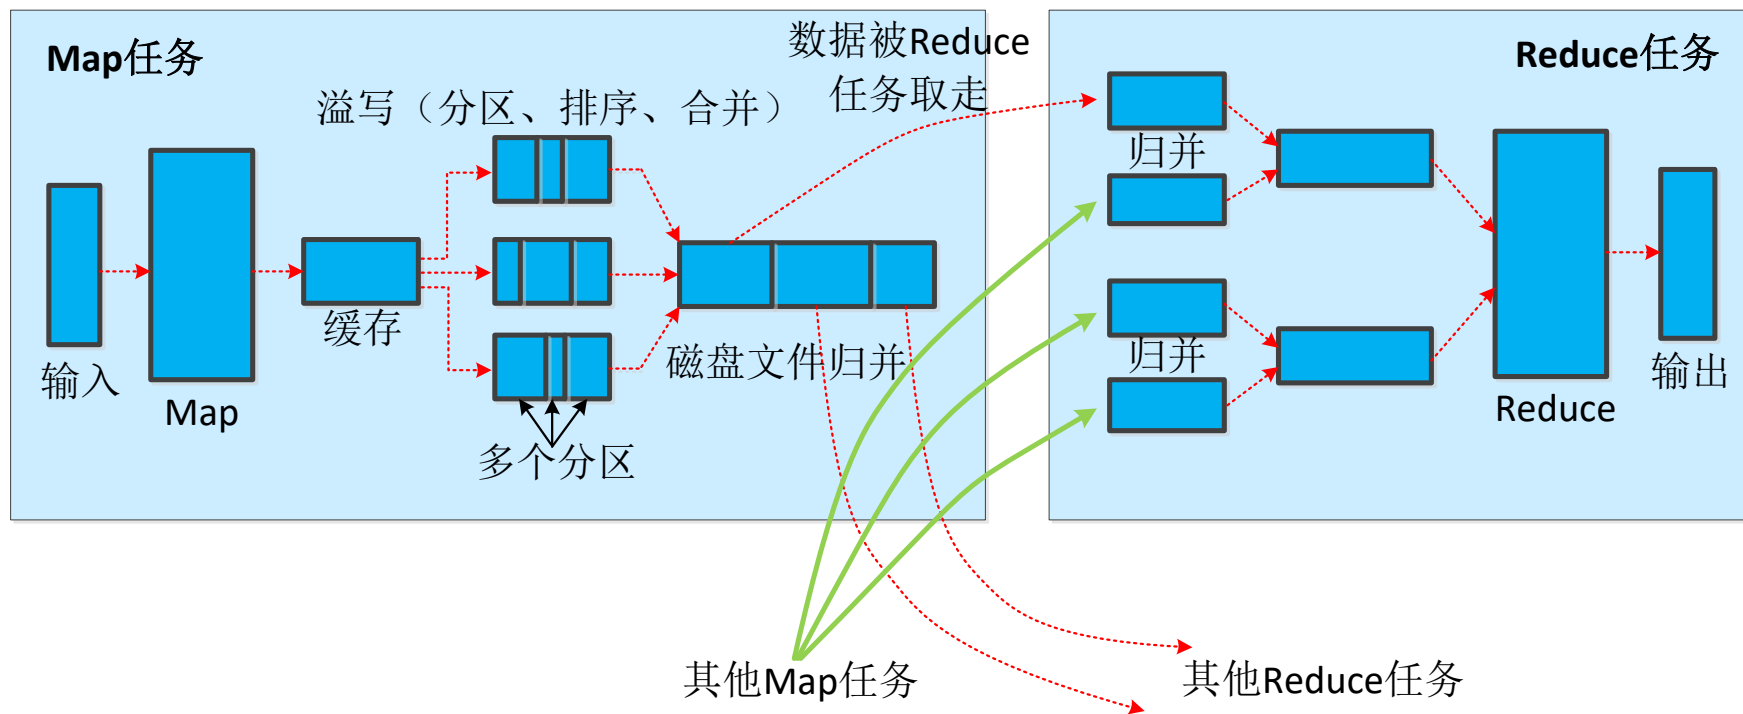 Map任务
溢写（分区、排序、合并）
数据被Reduce
任务取走
输入
Map
缓存
多个分区
磁盘文件归并
Reduce任务
归并
归并
Reduce
输出
其他Map任务
其他Reduce任务